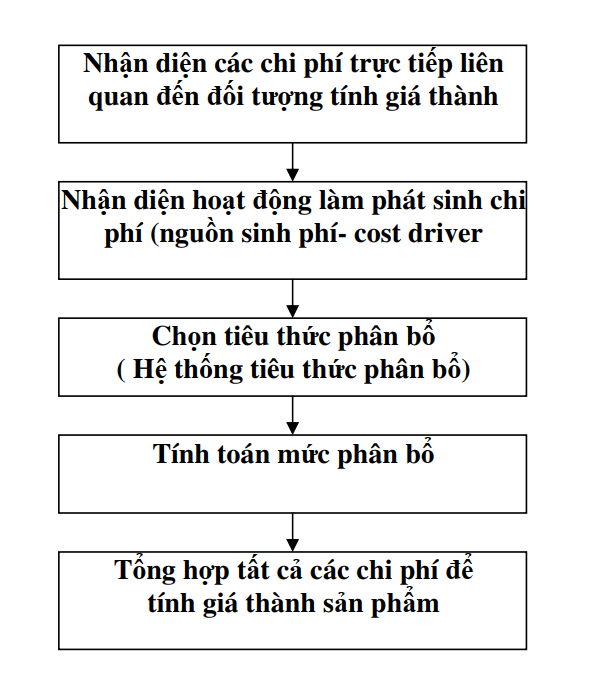 Nhận diện các chi phí trực tiếp liên
quan đến đối tượng tính giá thành
Nhận diện hoạt động làm phát sinh chi
phí (nguồn sinh phí- cost driver
Chọn tiêu thức phân bổ
( Hệ thống tiêu thức phân bổ)
Tính toán mức phân bổ
Tổng hợp tất cả các chi phí để
tính giá thành sản phẩm